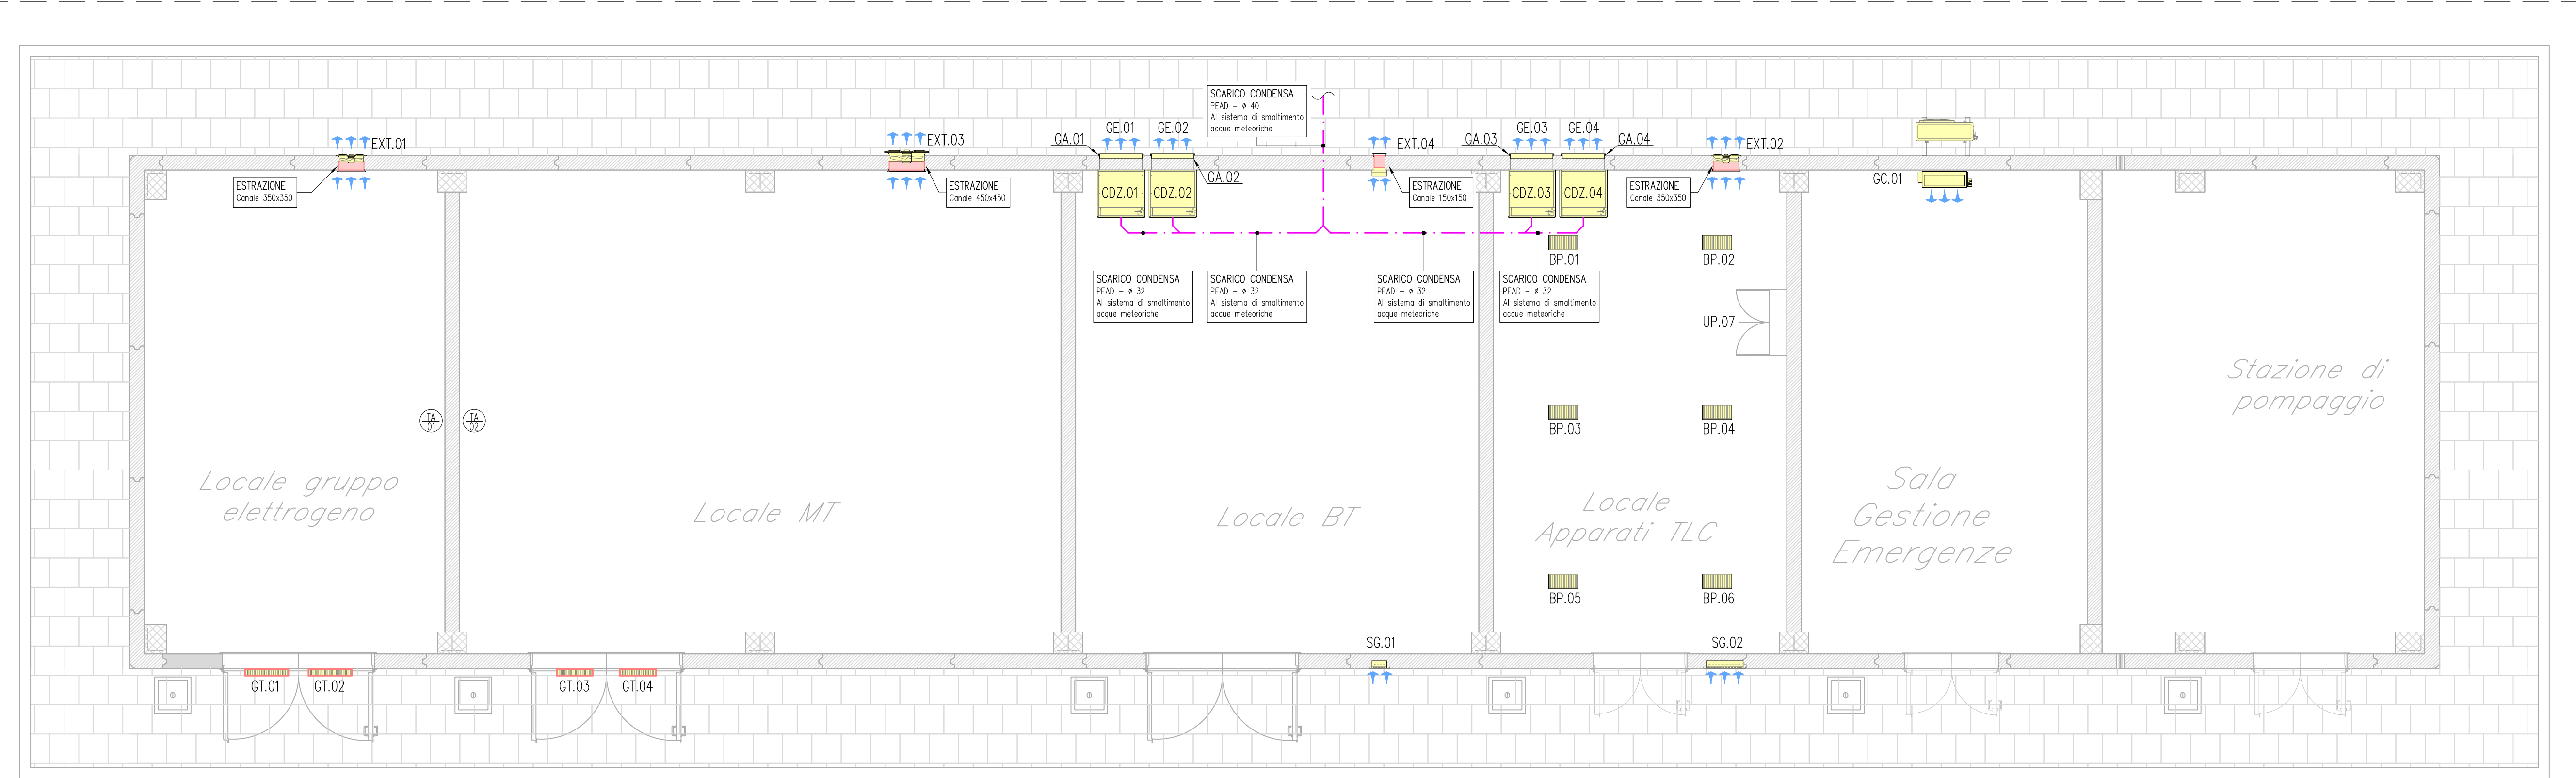 SCARICO CONDENSA
PEAD - ø 40
Al sistema di smaltimento
acque meteoriche
EXT.01
EXT.03
GA.01
GE.01
GE.02
GA.02
EXT.04
GA.03
GE.03
GE.04
GA.04
EXT.02
ESTRAZIONE
Canale 350x350
ESTRAZIONE
Canale 450x450
CDZ.01
CDZ.02
ESTRAZIONE
Canale 150x150
CDZ.03
CDZ.04
ESTRAZIONE
Canale 350x350
GC.01
SCARICO CONDENSA
PEAD - ø 32
Al sistema di smaltimento
acque meteoriche
SCARICO CONDENSA
PEAD - ø 32
Al sistema di smaltimento
acque meteoriche
SCARICO CONDENSA
PEAD - ø 32
Al sistema di smaltimento
acque meteoriche
SCARICO CONDENSA
PEAD - ø 32
Al sistema di smaltimento
acque meteoriche
BP.01
BP.02
UP.07
TA
01
TA
02
BP.03
BP.04
Stazione di
pompaggio
Locale gruppo
elettrogeno
Locale MT
Locale BT
Locale
Apparati TLC
Sala
Gestione
Emergenze
BP.05
BP.06
SG.01
SG.02
GT.01
GT.02
GT.03
GT.04